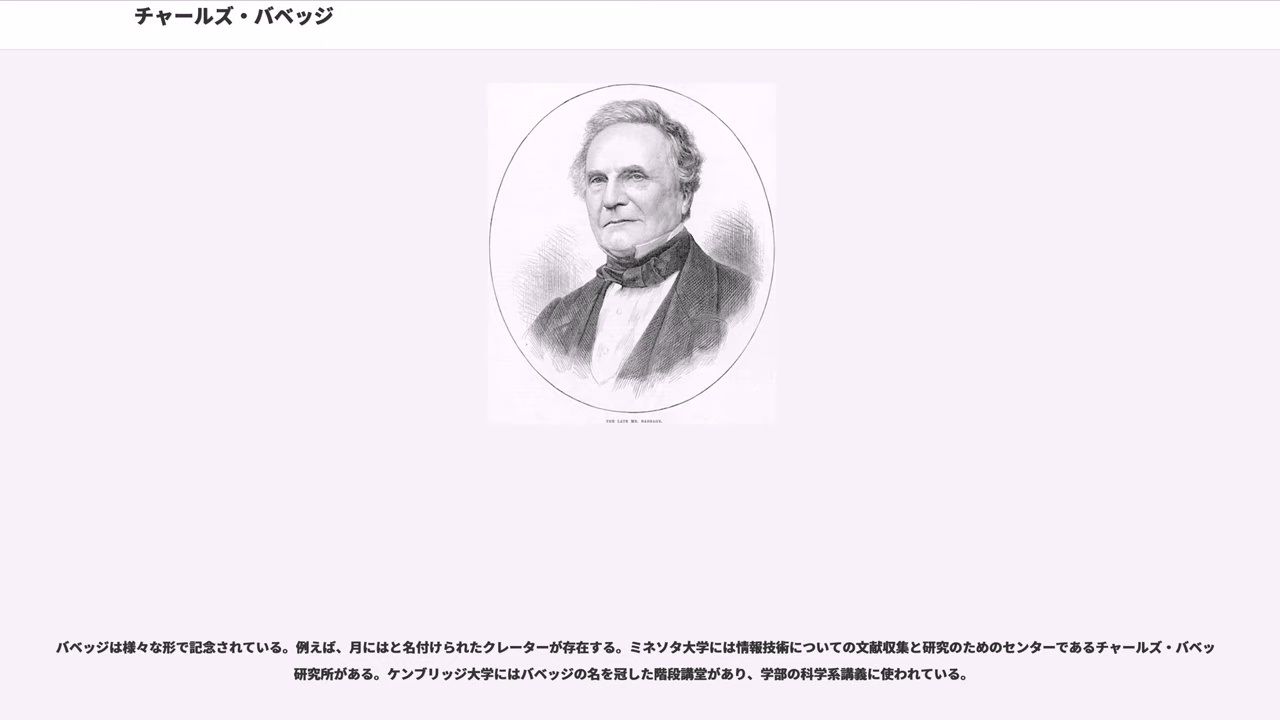 チャールズ・バベッジ
THE LATE MR. BABBAGE.
バベッジは様々な形で記念されている。例えば、月にはと名付けられたクレーターが存在する。ミネソタ大学には情報技術についての文献収集と研究のためのセンターであるチャールズ・バベッ
研究所がある。ケンブリッジ大学にはバベッジの名を冠した階段講堂があり、学部の科学系講義に使われている。